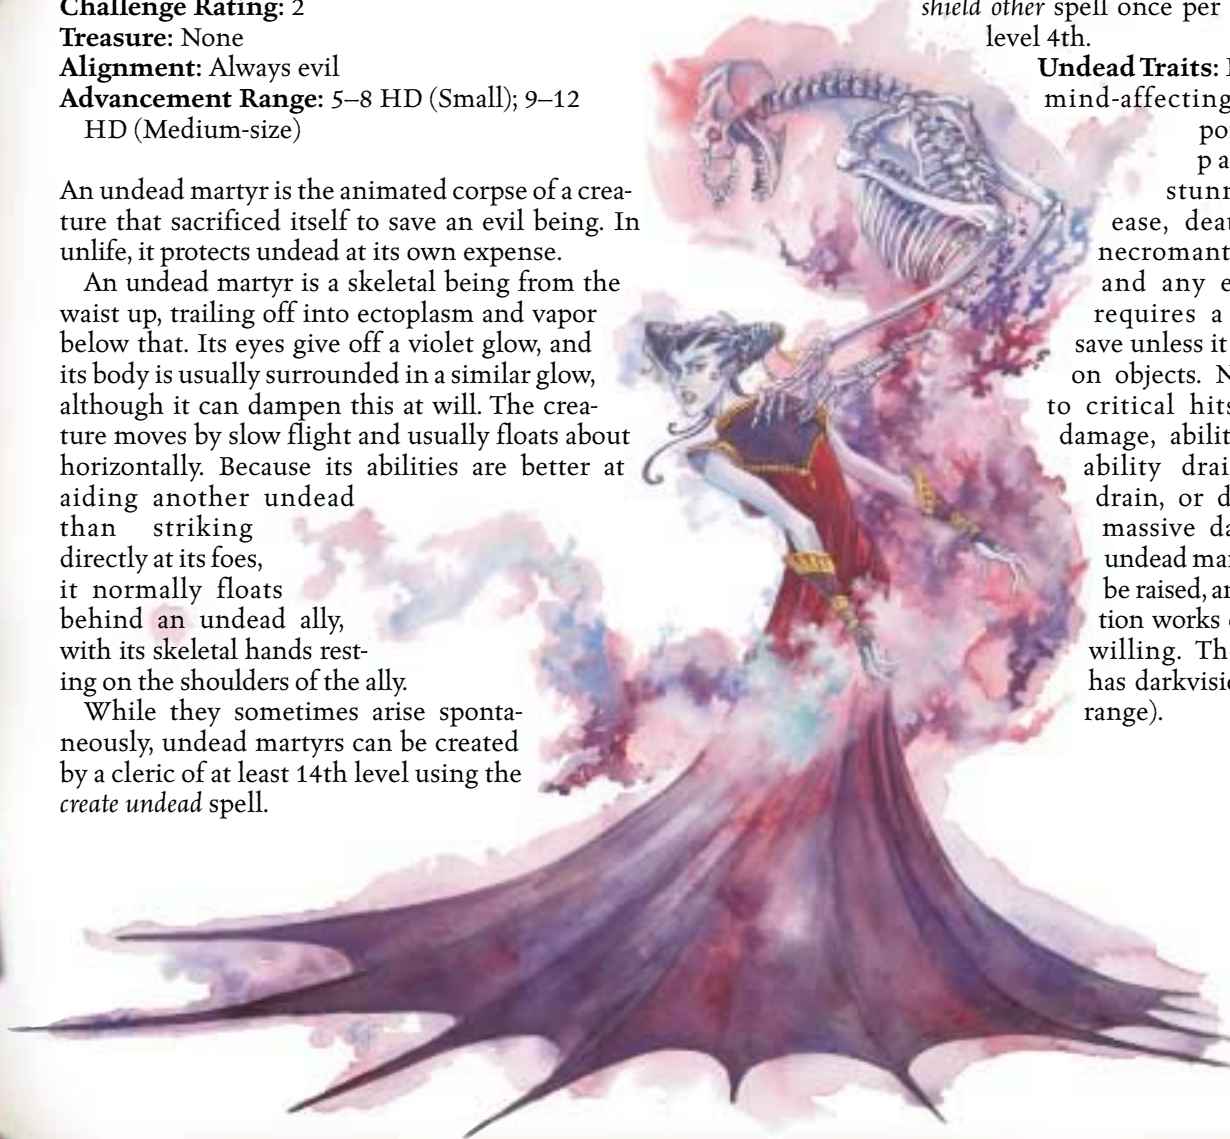 Challenge Rating: 2
Treasure: None
Alignment: Always evil
Advancement Range: 5–8 HD (Small); 9–12
HD (Medium-size)
An undead martyr is the animated corpse of a crea-
ture that sacrificed itself to save an evil being. In
unlife, it protects undead at its own expense.
An undead martyr is a skeletal being from the
waist up, trailing off into ectoplasm and vapor
below that. Its eyes give off a violet glow, and
its body is usually surrounded in a similar glow,
although it can dampen this at will. The crea-
ture moves by slow flight and usually floats about
horizontally. Because its abilities are better at
aiding another undead
than striking
directly at its foes,
it normally floats
behind an undead ally,
with its skeletal hands rest-
ing on the shoulders of the ally.
While they sometimes arise sponta-
neously, undead martyrs can be created
by a cleric of at least 14th level using the
create undead spell.
shield other spell once per
level 4th.
Undead Traits:
mind-affecting
po
pa
stunn
ease, deat
necromant
and any e
requires a
save unless it
on objects. N
to critical hits
damage, abilit
ability drai
drain, or d
massive da
undead mar
be raised, an
tion works
willing. Th
has darkvisi
range).